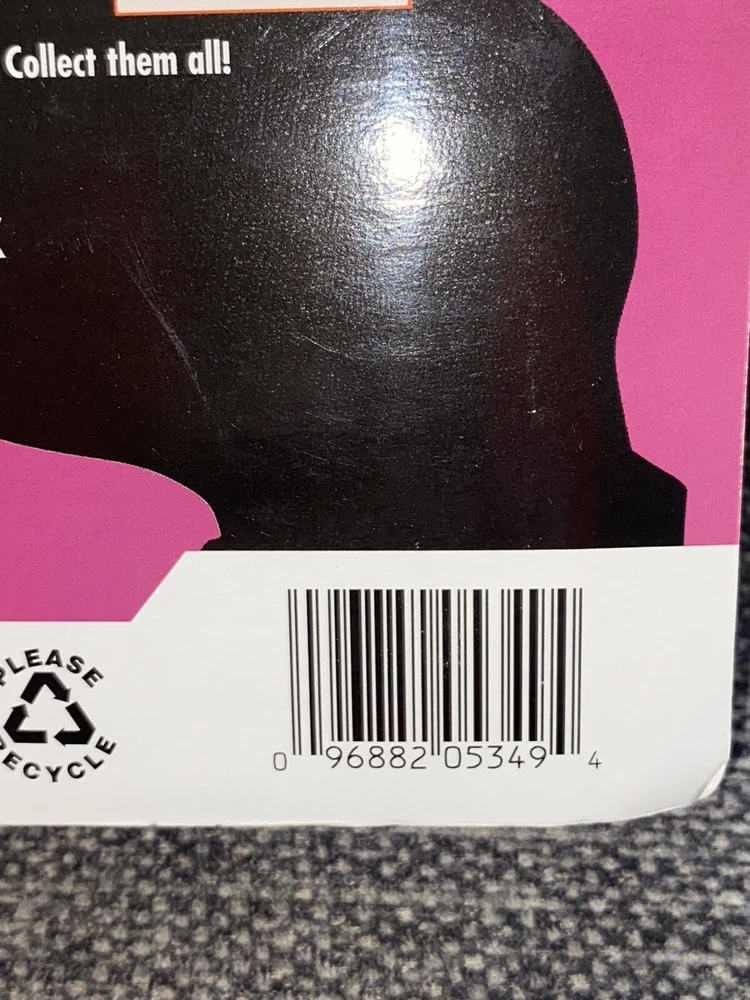 Collect them all!
PLEASE
RECYCLE
0 96882 05349 4